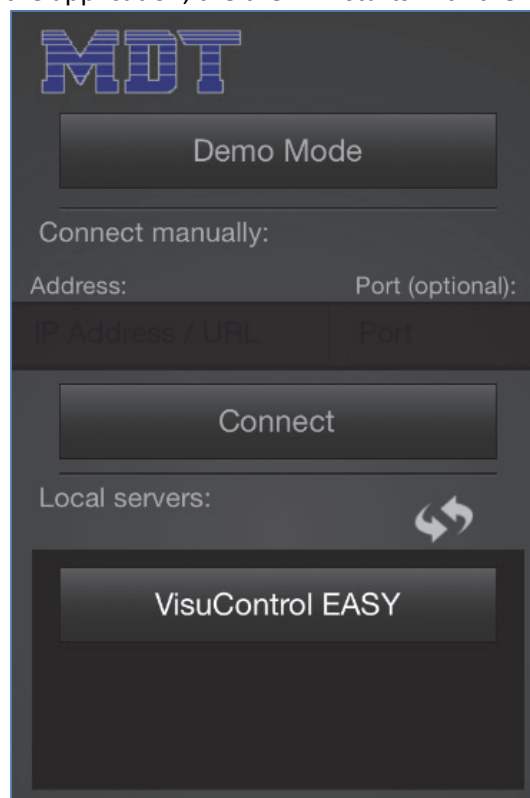 MDT
Demo Mode
Connect manually:
Address: Port (optional):
IP Address / URL Port
Connect
Local servers:
VisuControl EASY